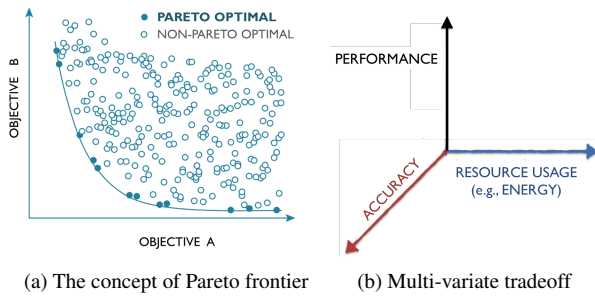 PARETO OPTIMAL
NON-PARETO OPTIMAL
OBJECTIVE B
OBJECTIVE A
(a) The concept of Pareto frontier
PERFORMANCE
ACCURACY
RESOURCE USAGE
(e.g., ENERGY)
(b) Multi-variate tradeoff